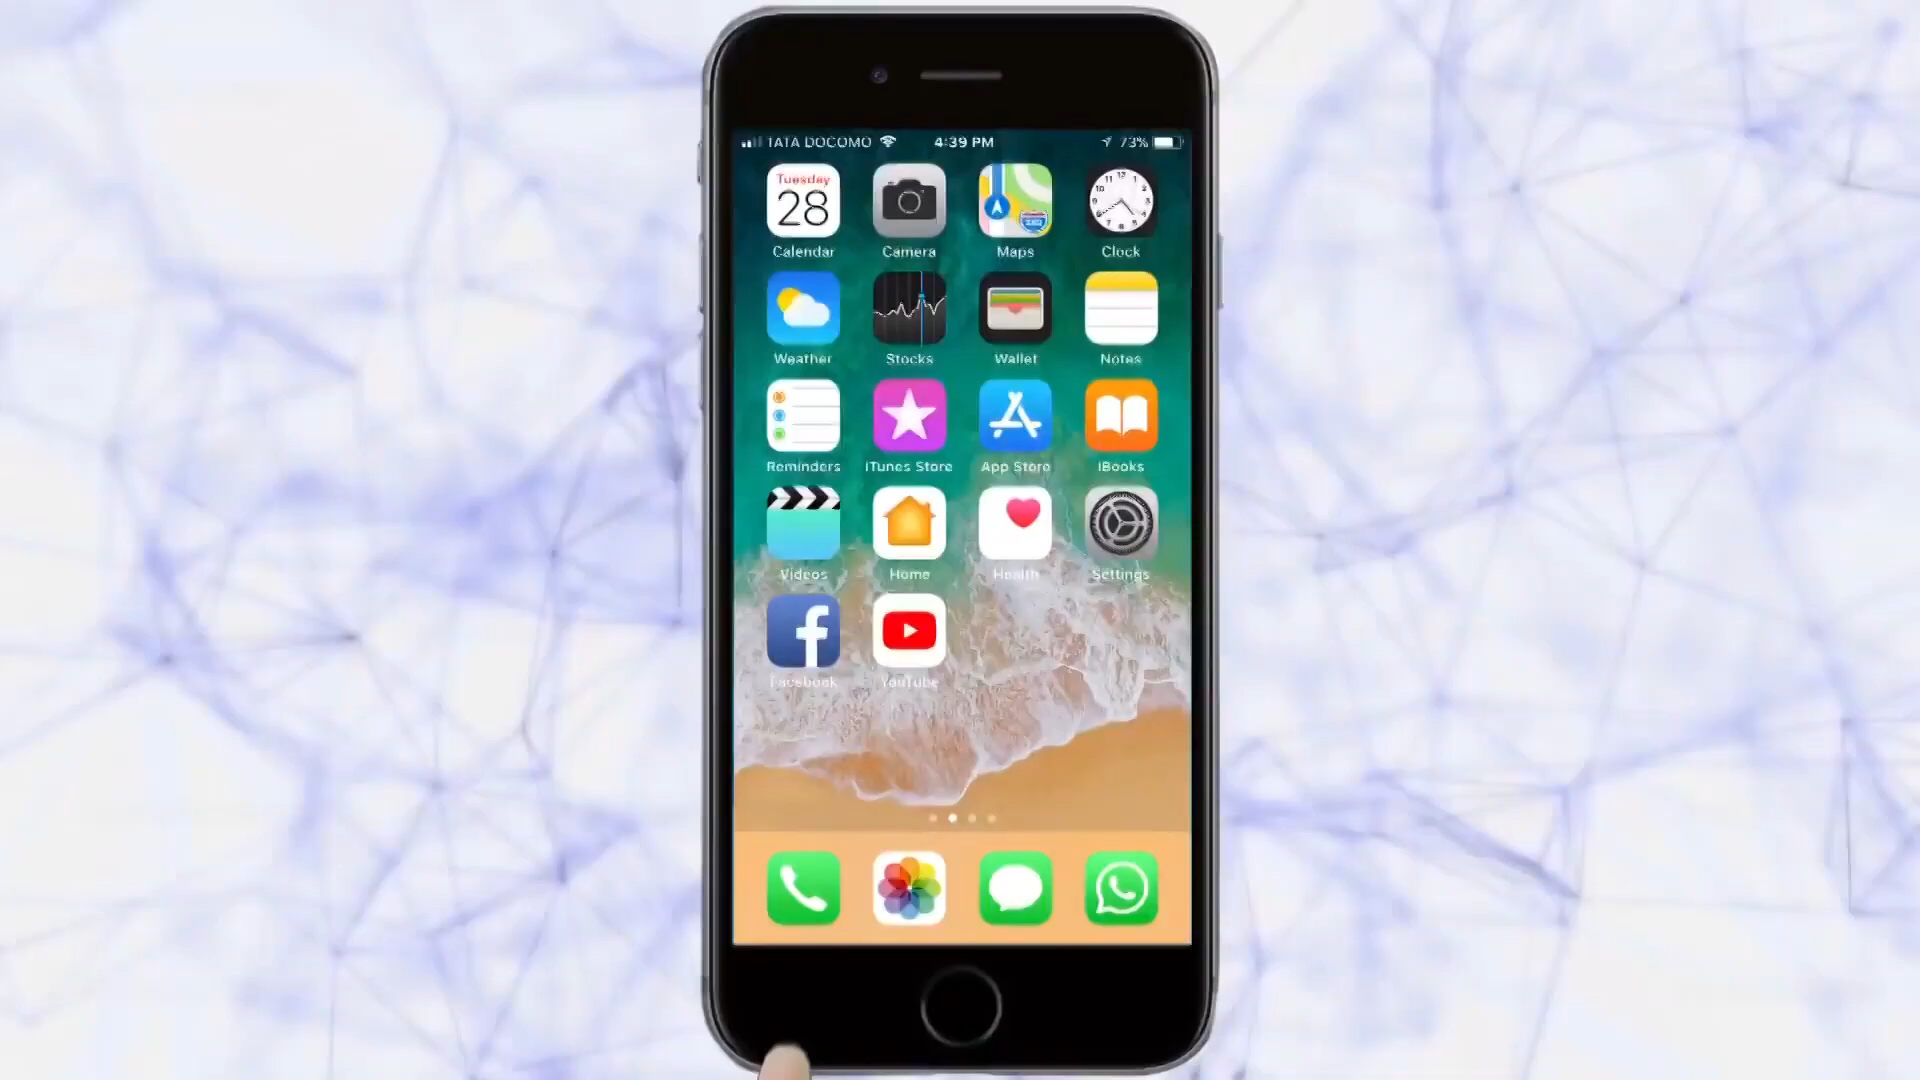 TATA DOCOMO 4:39 PM 73%
Tuesday
28
Calendar Camera Maps Clock
Weather Stocks Wallet Notes
Reminders iTunes Store App Store iBooks
Videos Home Health Settings
Facebook YouTube